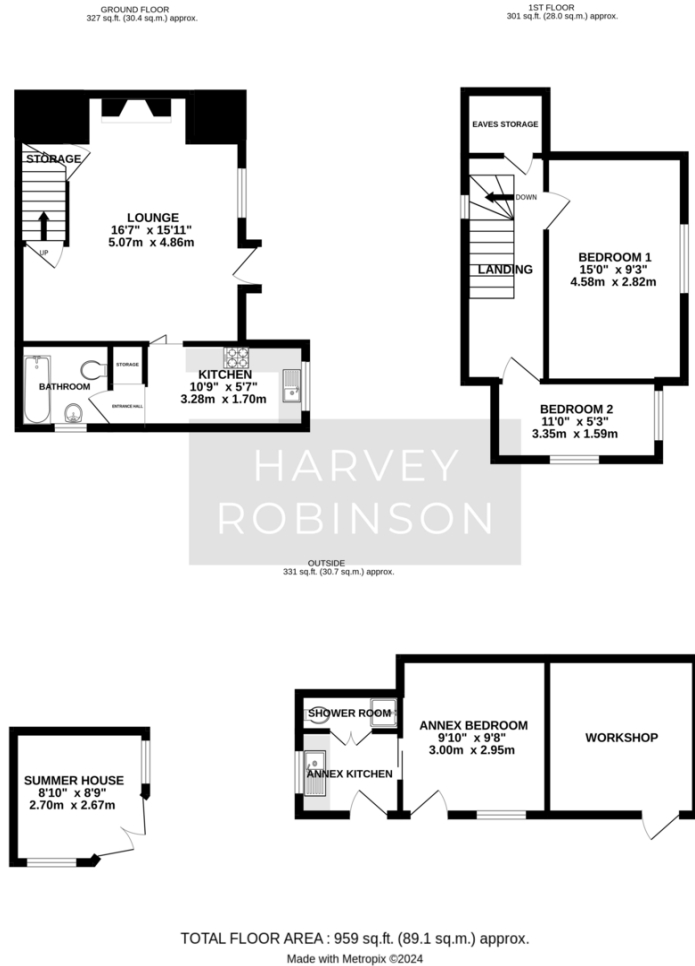 GROUND FLOOR
327 sq.ft. (30.4 sq.m.) approx.
1ST FLOOR
301 sq.ft. (28.0 sq.m.) approx.
STORAGE
UP
LOUNGE
16'7" x 15'11"
5.07m x 4.86m
BATHROOM
STORAGE
ENTRANCE HALL
KITCHEN
10'9" x 5'7"
3.28m x 1.70m
EAVES STORAGE
DOWN
LANDING
BEDROOM 1
15'0" x 9'3"
4.58m x 2.82m
BEDROOM 2
11'0" x 5'3"
3.35m x 1.59m
HARVEY
ROBINSON
OUTSIDE
331 sq.ft. (30.7 sq.m.) approx.
SUMMER HOUSE
8'10" x 8'9"
2.70m x 2.67m
SHOWER ROOM
ANNEX KITCHEN
ANNEX BEDROOM
9'10" x 9'8"
3.00m x 2.95m
WORKSHOP
TOTAL FLOOR AREA : 959 sq.ft. (89.1 sq.m.) approx.
Made with Metropix ©2024